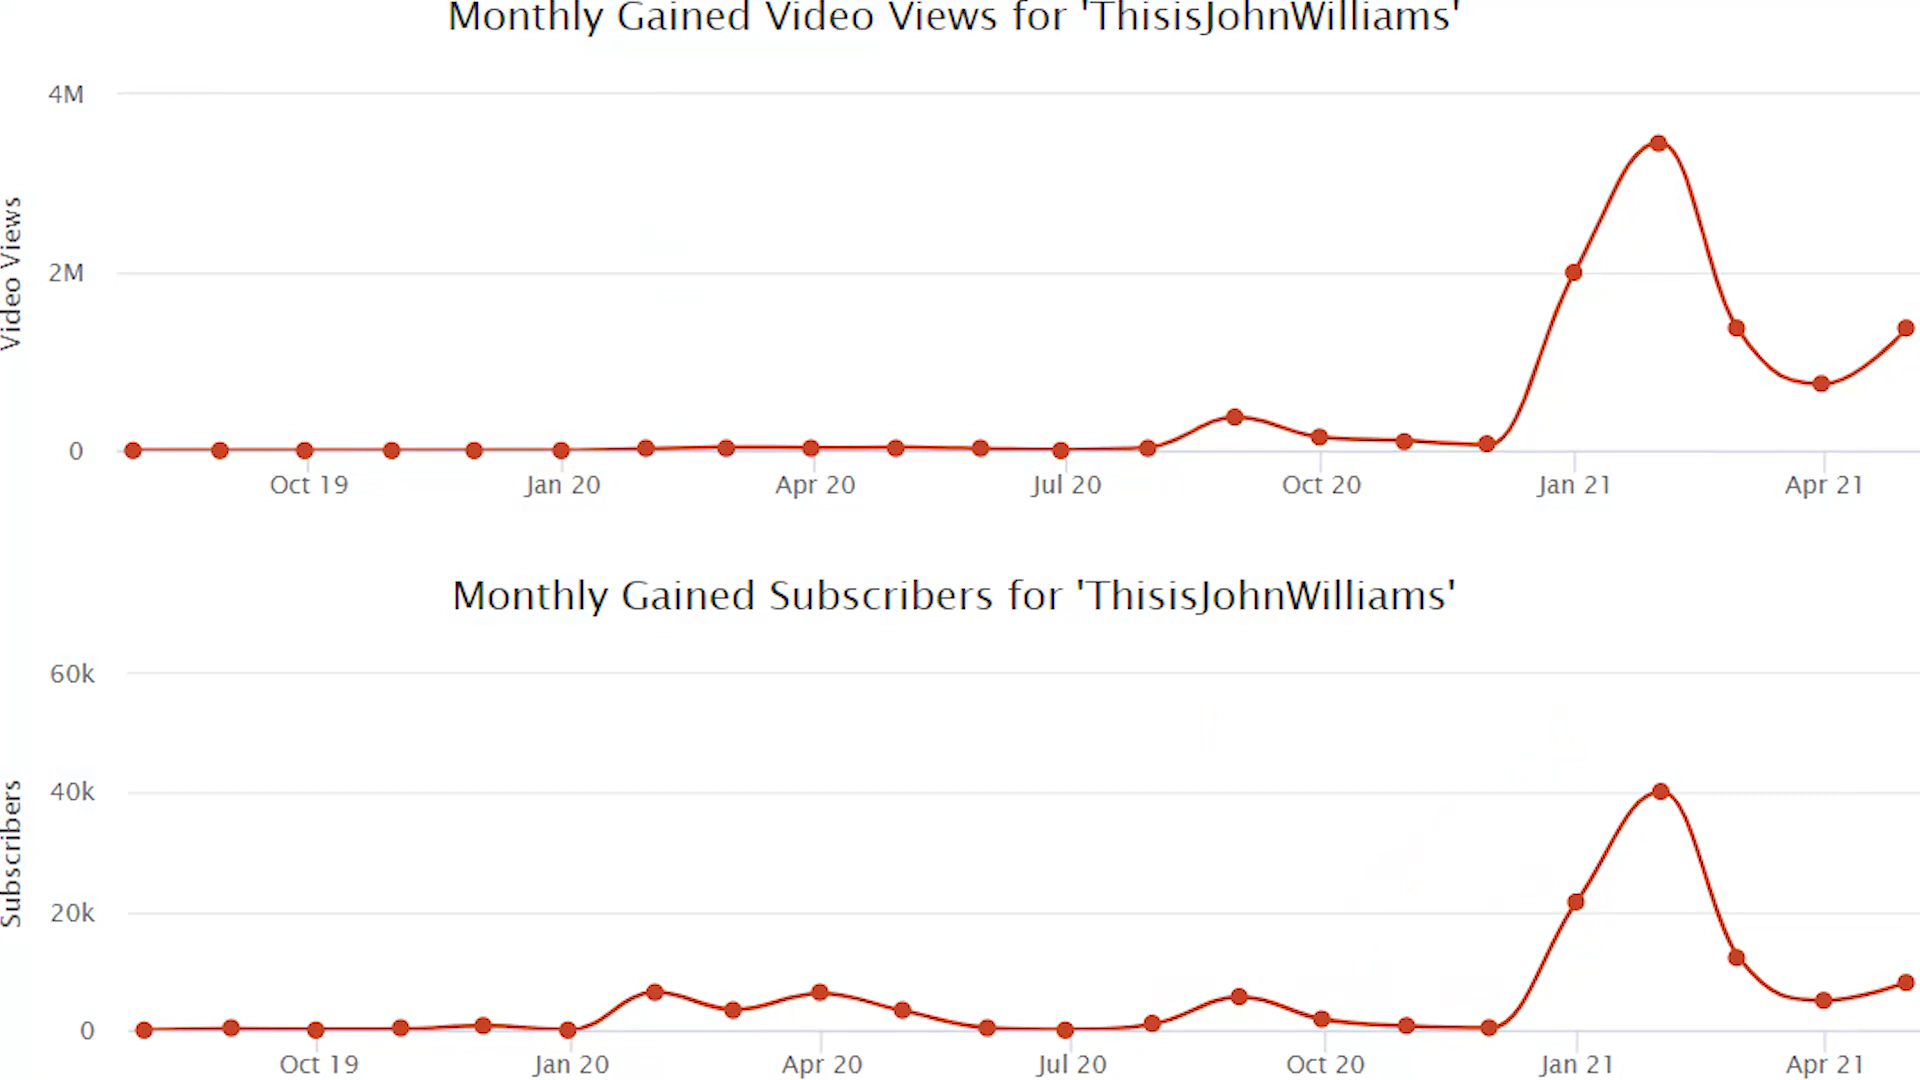 Monthly Gained Video Views for 'ThisisJohnWilliams'
4M
2M
0
Video Views
Oct 19 Jan 20 Apr 20 Jul 20 Oct 20 Jan 21 Apr 21
Monthly Gained Subscribers for 'ThisisJohnWilliams'
60k
40k
20k
0
Subscribers
Oct 19 Jan 20 Apr 20 Jul 20 Oct 20 Jan 21 Apr 21